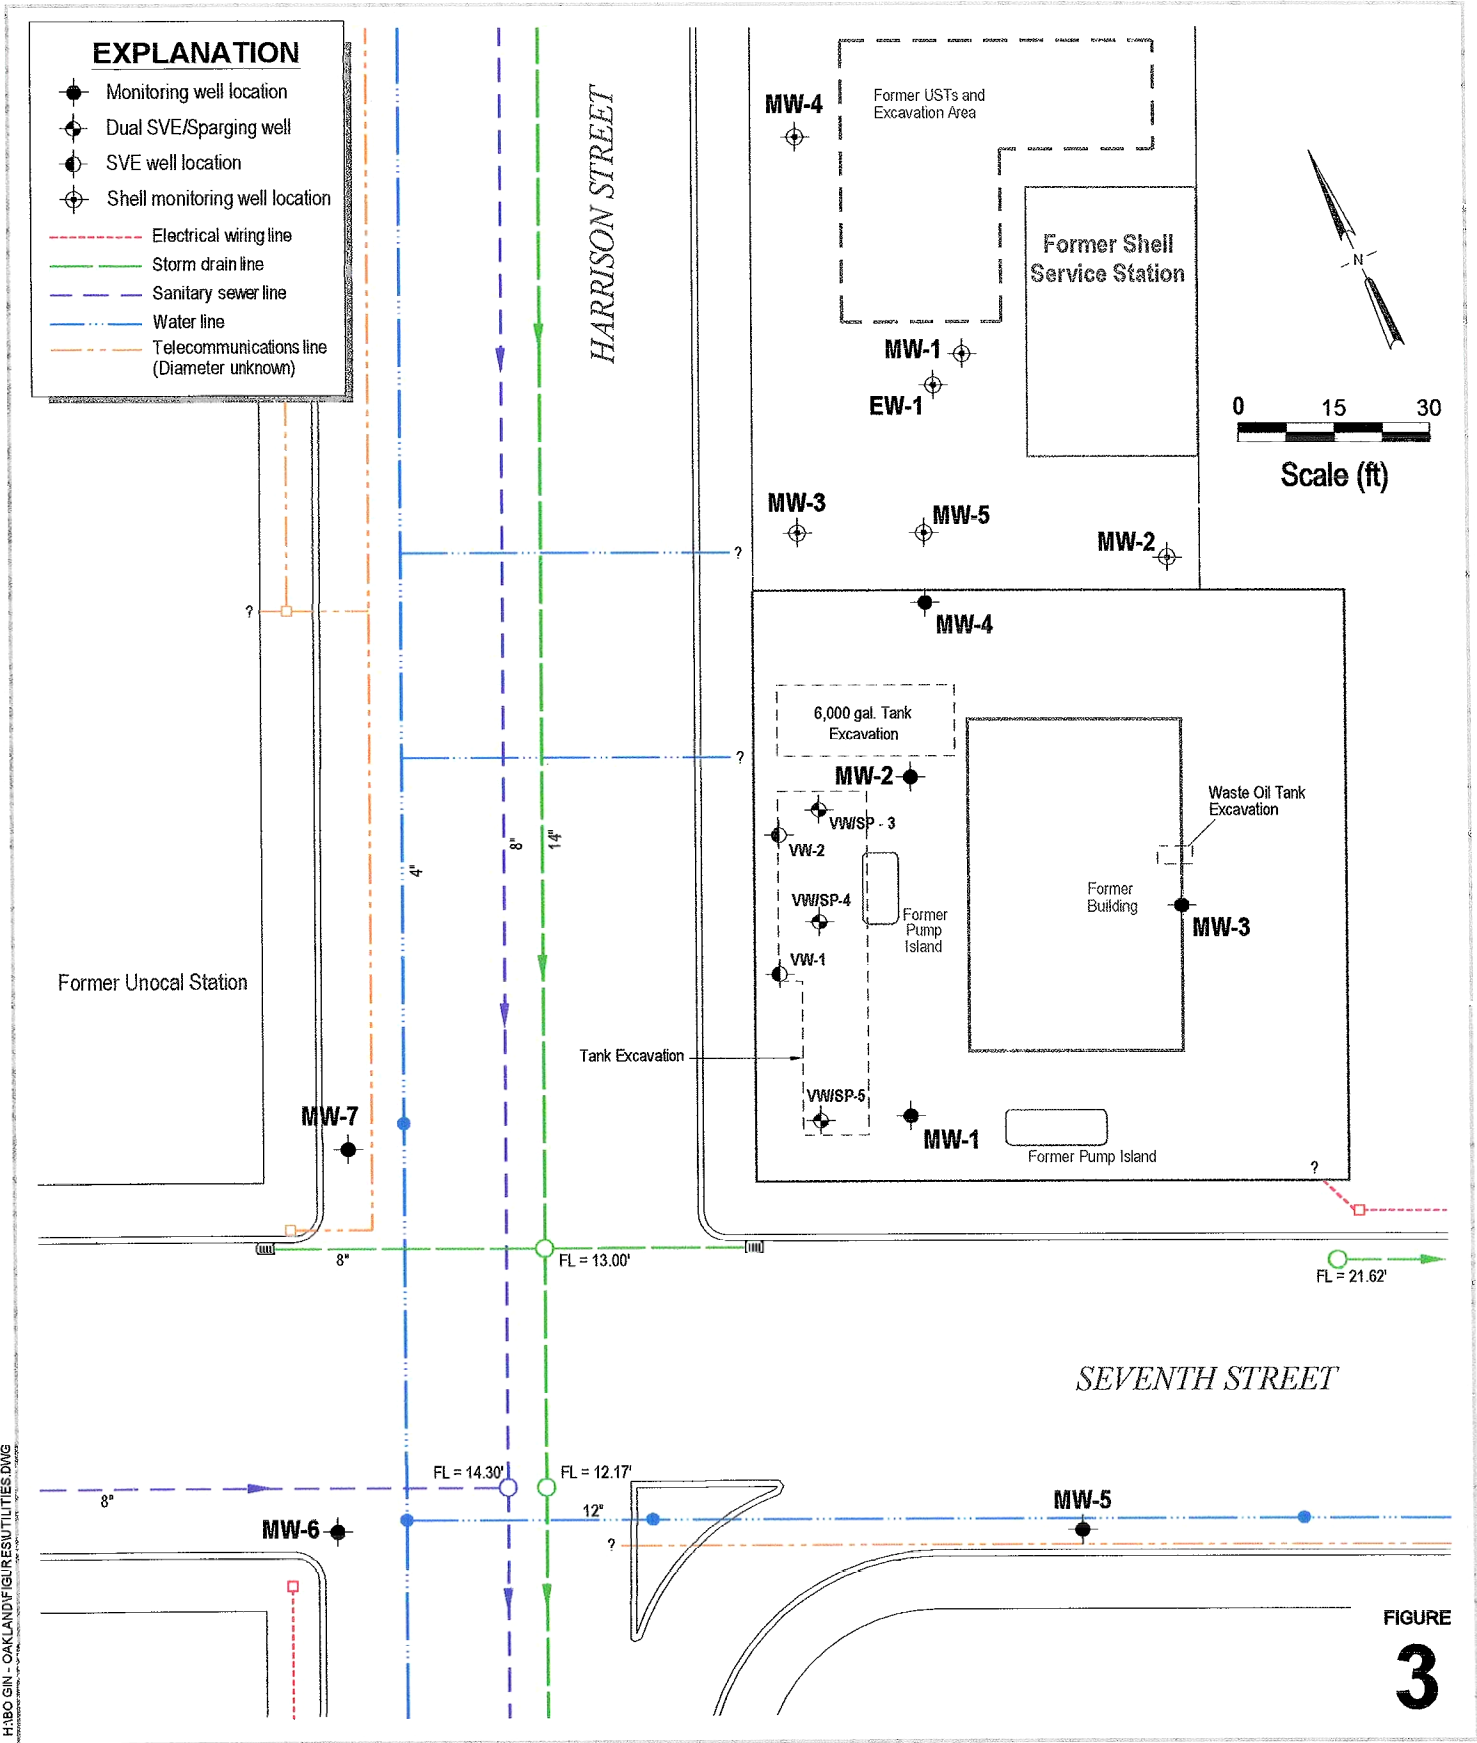 EXPLANATION
Monitoring well location
Dual SVE/Sparging well
SVE well location
Shell monitoring well location
Electrical wiring line
Storm drain line
Sanitary sewer line
Water line
Telecommunications line
(Diameter unknown)
HARRISON STREET
MW-4
Former USTs and
Excavation Area
Former Shell
Service Station
N
MW-1
EW-1
0 15 30
Scale (ft)
MW-3
MW-5
MW-2
?
?
MW-4
6,000 gal. Tank
Excavation
?
MW-2
Waste Oil Tank
Excavation
VW/SP - 3
VW-2
4"
8"
14"
VW/SP-4
Former
Building
Former
Pump
Island
MW-3
VW-1
Former Unocal Station
Tank Excavation
VW/SP-5
MW-7
MW-1
Former Pump Island
?
8"
FL = 13.00'
FL = 21.62'
SEVENTH STREET
FL = 14.30'
FL = 12.17'
8"
12"
MW-5
MW-6
?
FIGURE
3
H:\BO GIN - OAKLAND\FIGURES\UTILITIES.DWG